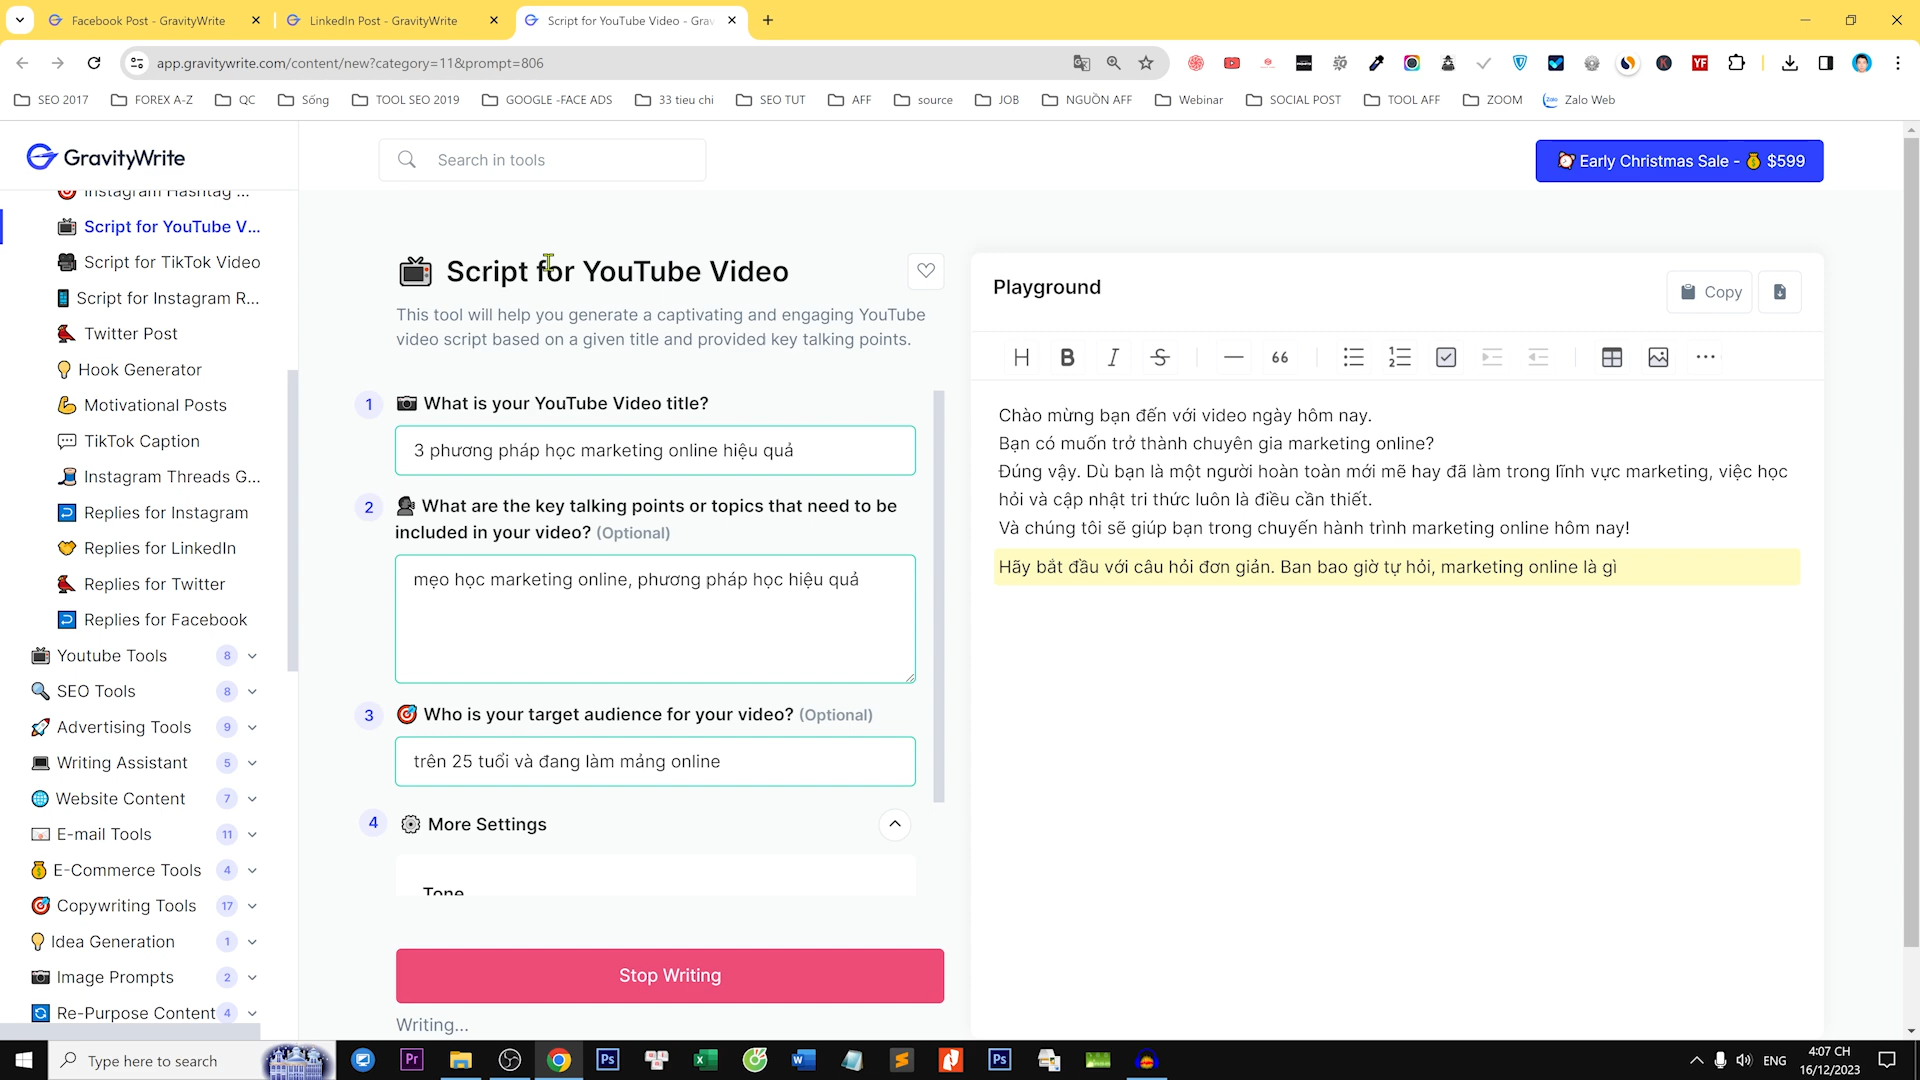 Facebook Post - GravityWrite
LinkedIn Post - GravityWrite
Script for YouTube Video - Grav
app.gravitywrite.com/content/new?category=11&prompt=806
SEO 2017
FOREX A-Z
QC
Sống
TOOL SEO 2019
GOOGLE -FACE ADS
33 tieu chi
SEO TUT
AFF
source
JOB
NGUỒN AFF
Webinar
SOCIAL POST
TOOL AFF
ZOOM
Zalo Web
GravityWrite
Search in tools
Early Christmas Sale - $599
Instagram Hashtag ...
Script for YouTube V...
Script for TikTok Video
Script for Instagram R...
Twitter Post
Hook Generator
Motivational Posts
TikTok Caption
Instagram Threads G...
Replies for Instagram
Replies for LinkedIn
Replies for Twitter
Replies for Facebook
Youtube Tools 8
SEO Tools 8
Advertising Tools 9
Writing Assistant 5
Website Content 7
E-mail Tools 11
E-Commerce Tools 4
Copywriting Tools 17
Idea Generation 1
Image Prompts 2
Re-Purpose Content 4
Script for YouTube Video
This tool will help you generate a captivating and engaging YouTube
video script based on a given title and provided key talking points.
1 What is your YouTube Video title?
3 phương pháp học marketing online hiệu quả
2 What are the key talking points or topics that need to be
included in your video? (Optional)
mẹo học marketing online, phương pháp học hiệu quả
3 Who is your target audience for your video? (Optional)
trên 25 tuổi và đang làm mảng online
4 More Settings
Tone
Stop Writing
Writing...
Playground
Copy
Chào mừng bạn đến với video ngày hôm nay.
Bạn có muốn trở thành chuyên gia marketing online?
Đúng vậy. Dù bạn là một người hoàn toàn mới mẽ hay đã làm trong lĩnh vực marketing, việc học
hỏi và cập nhật tri thức luôn là điều cần thiết.
Và chúng tôi sẽ giúp bạn trong chuyến hành trình marketing online hôm nay!
Hãy bắt đầu với câu hỏi đơn giản. Ban bao giờ tự hỏi, marketing online là gì
Type here to search
ENG
4:07 CH
16/12/2023